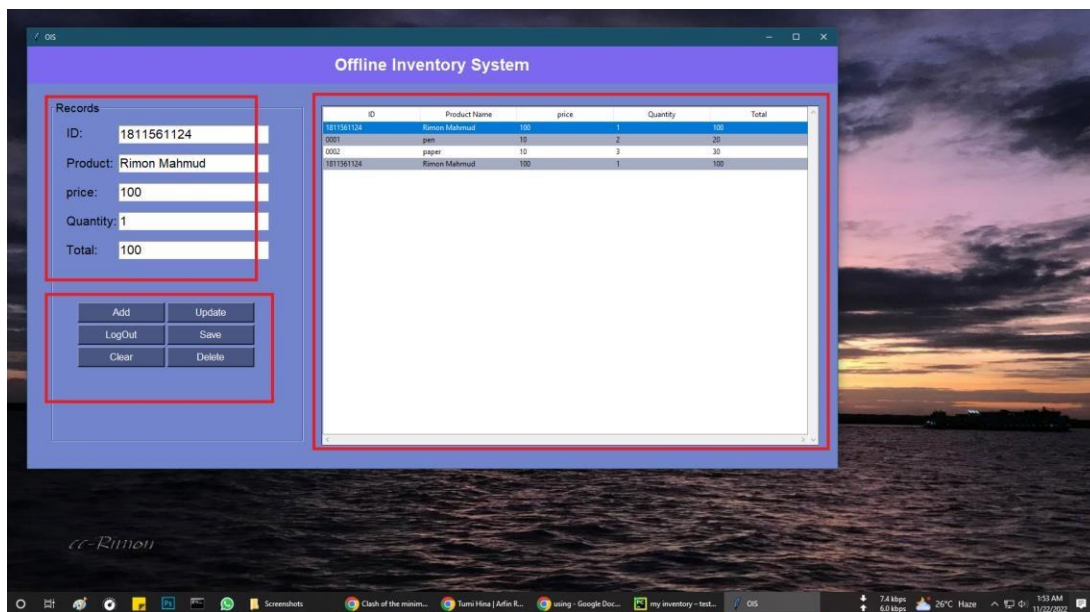 OIS
Offline Inventory System
Records
ID: 1811561124
Product: Rimon Mahmud
price: 100
Quantity: 1
Total: 100
Add Update
LogOut Save
Clear Delete
ID Product Name price Quantity Total
1811561124 Rimon Mahmud 100 1 100
0001 pen 10 2 20
0002 paper 10 3 30
1811561124 Rimon Mahmud 100 1 100
cc-Rimon
Screenshots Clash of the minim... Tumi Hina | Arfin R... using - Google Doc... my inventory – test... OIS
7.4 kbps
6.0 kbps
26°C Haze
1:53 AM
11/22/2022